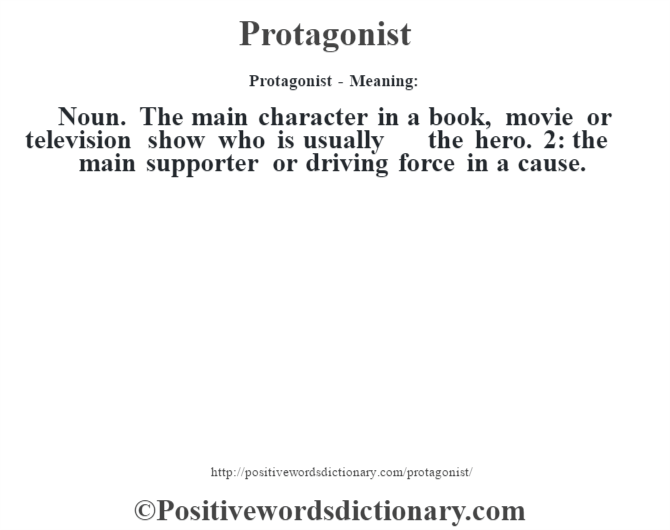 Protagonist
Protagonist - Meaning:
Noun. The main character in a book, movie or
television show who is usually the hero. 2: the
main supporter or driving force in a cause.
http://positivewordsdictionary.com/protagonist/
©Positivewordsdictionary.com